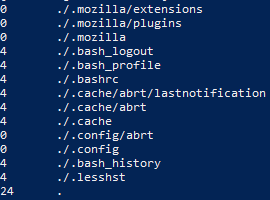 0 ./.mozilla/extensions
0 ./.mozilla/plugins
0 ./.mozilla
4 ./.bash_logout
4 ./.bash_profile
4 ./.bashrc
4 ./.cache/abrt/lastnotification
4 ./.cache/abrt
4 ./.cache
0 ./.config/abrt
0 ./.config
4 ./.bash_history
4 ./.lesshst
24 .